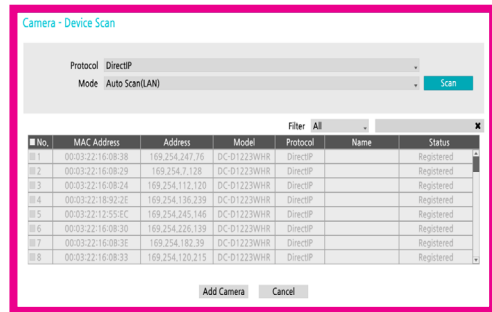 Camera - Device Scan
Protocol DirectIP
Mode Auto Scan(LAN) Scan
Filter All
No. MAC Address Address Model Protocol Name Status
1 00:03:22:16:0B:38 169,254,247,76 DC-D1223WHR DirectIP Registered
2 00:03:22:16:0B:29 169,254,7,128 DC-D1223WHR DirectIP Registered
3 00:03:22:16:0B:24 169,254,112,120 DC-D1223WHR DirectIP Registered
4 00:03:22:18:92:2E 169,254,136,239 DC-D1223WHR DirectIP Registered
5 00:03:22:12:55:EC 169,254,245,146 DC-D1223WHR DirectIP Registered
6 00:03:22:16:0B:30 169,254,226,139 DC-D1223WHR DirectIP Registered
7 00:03:22:16:0B:3E 169,254,182,39 DC-D1223WHR DirectIP Registered
8 00:03:22:16:0B:33 169,254,120,215 DC-D1223WHR DirectIP Registered
Add Camera Cancel